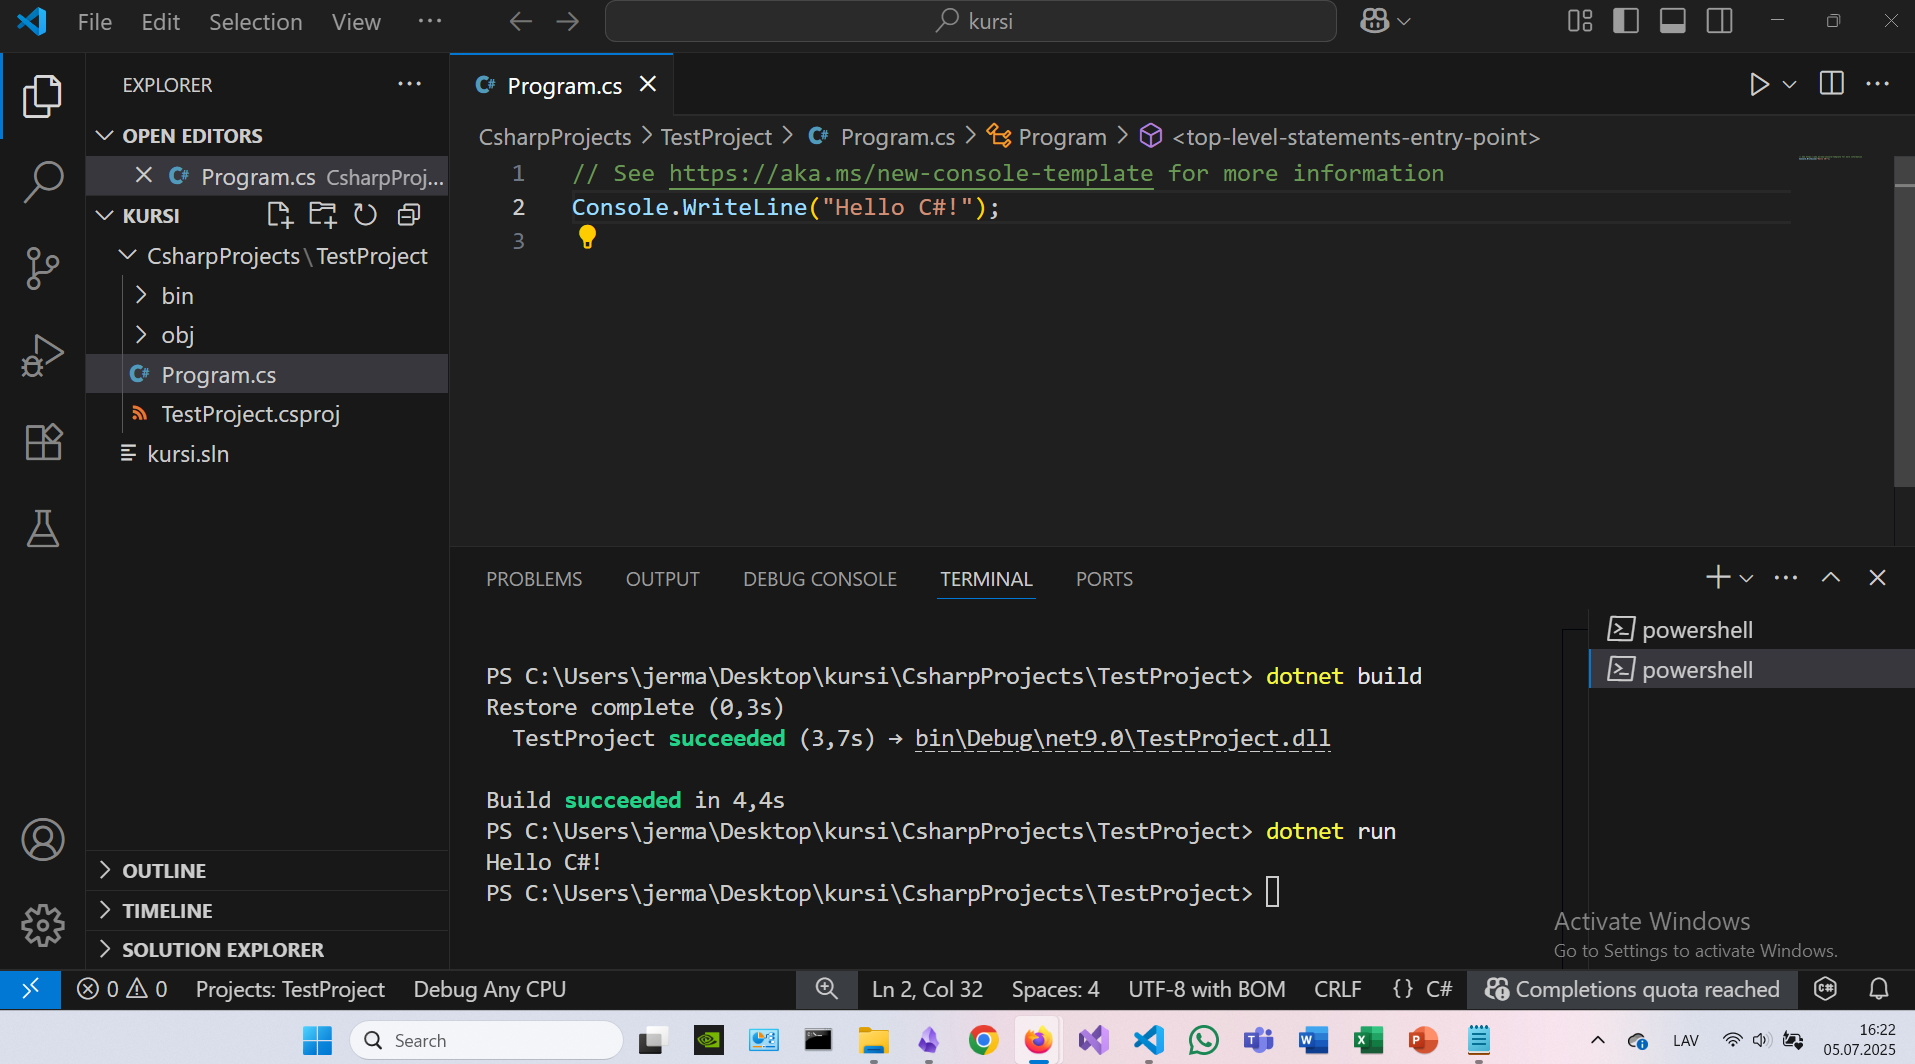 File Edit Selection View ···
kursi
EXPLORER
OPEN EDITORS
Program.cs CsharpProj...
KURSI
CsharpProjects\TestProject
bin
obj
Program.cs
TestProject.csproj
kursi.sln
OUTLINE
TIMELINE
SOLUTION EXPLORER
Program.cs
CsharpProjects > TestProject > Program.cs > Program > <top-level-statements-entry-point>
1 // See https://aka.ms/new-console-template for more information
2 Console.WriteLine("Hello C#!");
3
PROBLEMS OUTPUT DEBUG CONSOLE TERMINAL PORTS
powershell
powershell
PS C:\Users\jerma\Desktop\kursi\CsharpProjects\TestProject> dotnet build
Restore complete (0,3s)
TestProject succeeded (3,7s) → bin\Debug\net9.0\TestProject.dll
Build succeeded in 4,4s
PS C:\Users\jerma\Desktop\kursi\CsharpProjects\TestProject> dotnet run
Hello C#!
PS C:\Users\jerma\Desktop\kursi\CsharpProjects\TestProject>
Activate Windows
Go to Settings to activate Windows.
0 0 Projects: TestProject Debug Any CPU Ln 2, Col 32 Spaces: 4 UTF-8 with BOM CRLF {} C# Completions quota reached
Search LAV 16:22
05.07.2025